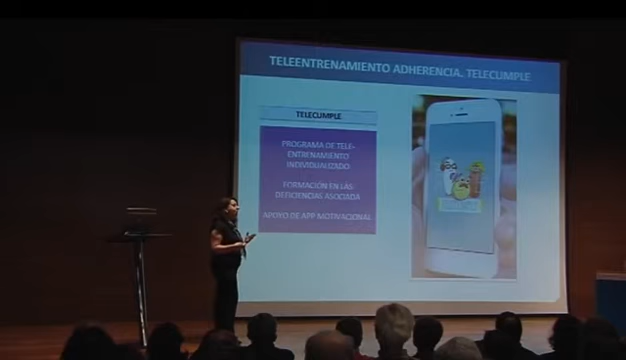 TELEENTRENAMIENTO ADHERENCIA. TELECUMPLE
TELECUMPLE
PROGRAMA DE TELE-
ENTRENAMIENTO
INDIVIDUALIZADO
FORMACIÓN EN LAS
DEFICIENCIAS ASOCIADA
APOYO DE APP MOTIVACIONAL